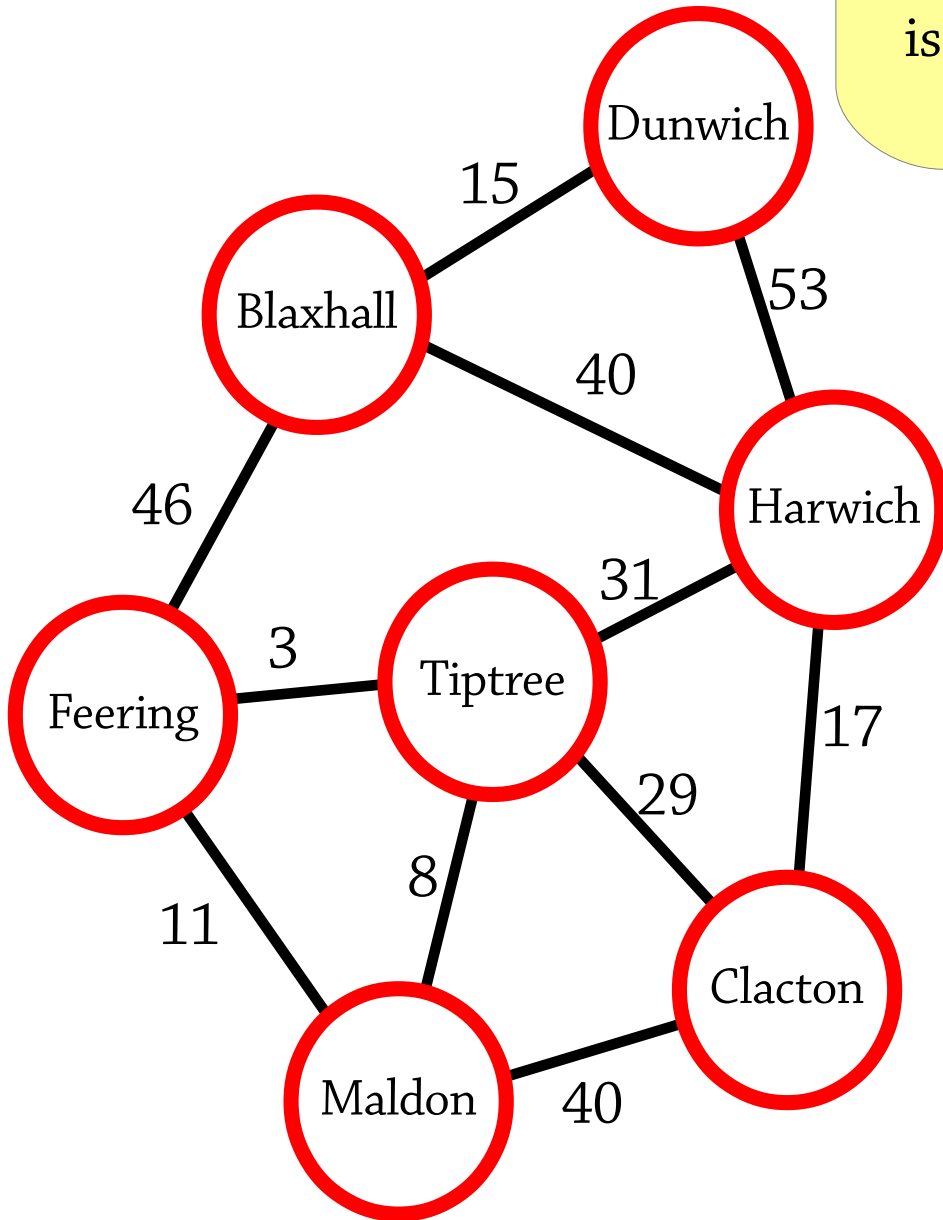 is
Dunwich
15
53
Blaxhall
40
46
Harwich
31
3
Tiptree
Feering
17
29
8
11
Clacton
Maldon
40